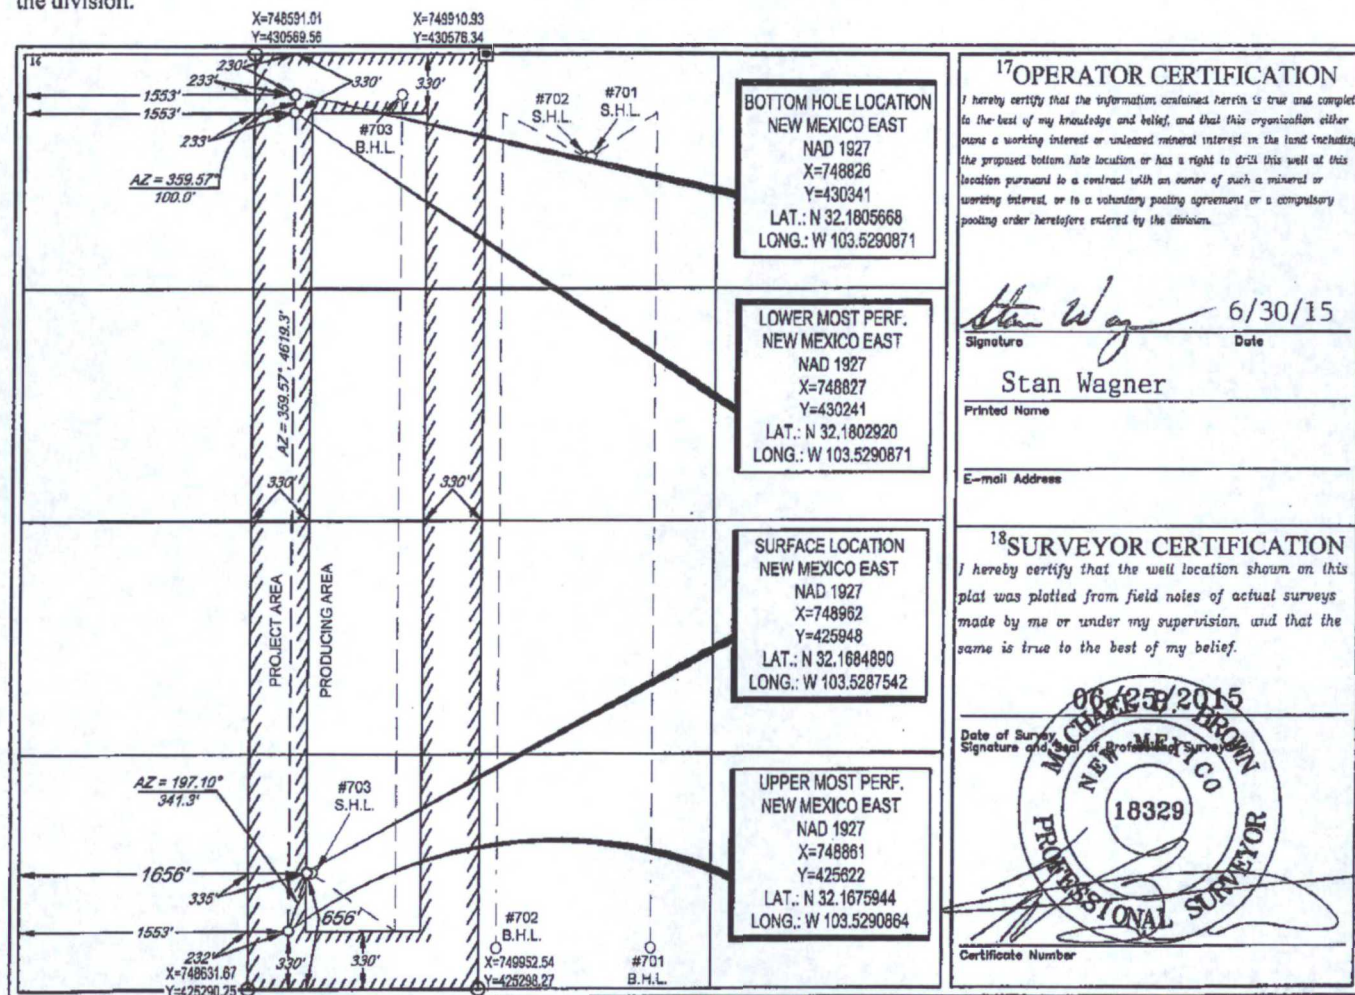 the division.
X=748591.01
Y=430569.56
X=749910.93
Y=430576.34
16
230'
233'
330'
330'
1553'
1553'
233'
#703
B.H.L.
#702
S.H.L.
#701
S.H.L.
AZ = 359.57°
100.0'
AZ = 359.57°, 4619.3'
330'
330'
PROJECT AREA
PRODUCING AREA
AZ = 197.10°
341.3'
#703
S.H.L.
1656'
335'
656'
1553'
232'
330'
330'
X=748631.67
Y=425290.25
#702
B.H.L.
X=749952.54
Y=425298.27
#701
B.H.L.
BOTTOM HOLE LOCATION
NEW MEXICO EAST
NAD 1927
X=748826
Y=430341
LAT.: N 32.1805668
LONG.: W 103.5290871
LOWER MOST PERF.
NEW MEXICO EAST
NAD 1927
X=748827
Y=430241
LAT.: N 32.1802920
LONG.: W 103.5290871
SURFACE LOCATION
NEW MEXICO EAST
NAD 1927
X=748962
Y=425948
LAT.: N 32.1684890
LONG.: W 103.5287542
UPPER MOST PERF.
NEW MEXICO EAST
NAD 1927
X=748861
Y=425622
LAT.: N 32.1675944
LONG.: W 103.5290864
17 OPERATOR CERTIFICATION
I hereby certify that the information contained herein is true and complet
to the best of my knowledge and belief, and that this organization either
owns a working interest or unleased mineral interest in the land including
the proposed bottom hole location or has a right to drill this well at this
location pursuant to a contract with an owner of such a mineral or
working interest, or to a voluntary pooling agreement or a compulsory
pooling order heretofore entered by the division.
Stan Wag
6/30/15
Signature Date
Stan Wagner
Printed Name
E-mail Address
18 SURVEYOR CERTIFICATION
I hereby certify that the well location shown on this
plat was plotted from field notes of actual surveys
made by me or under my supervision, and that the
same is true to the best of my belief.
06/25/2015
Date of Survey
Signature and Seal of Professional Surveyor
MICHAEL B. BROWN
NEW MEXICO
18329
PROFESSIONAL SURVEYOR
Certificate Number